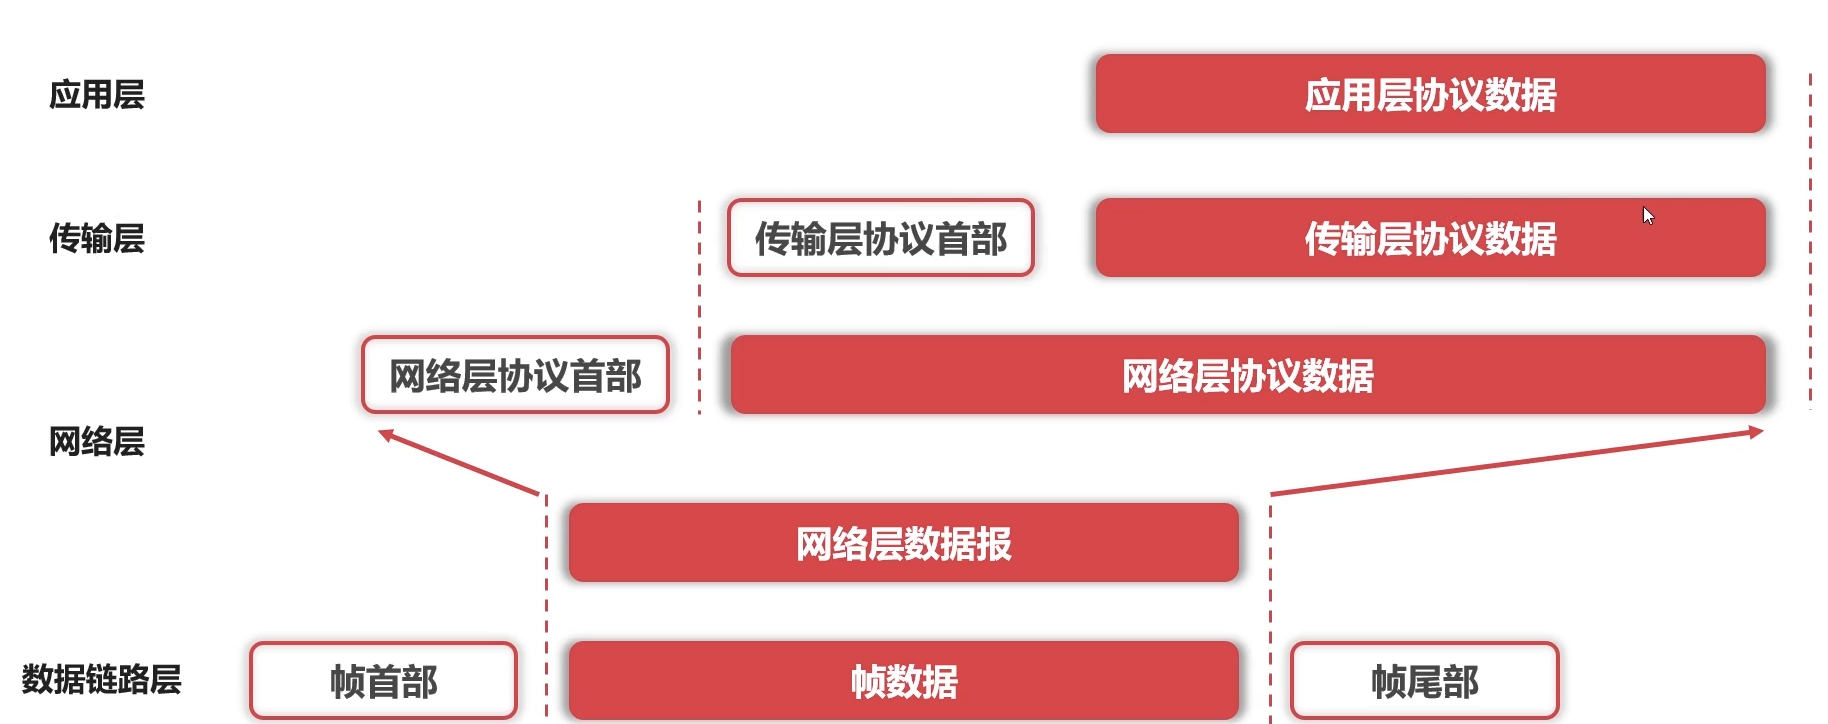 应用层
应用层协议数据
传输层
传输层协议首部
传输层协议数据
网络层协议首部
网络层协议数据
网络层
网络层数据报
数据链路层
帧首部
帧数据
帧尾部